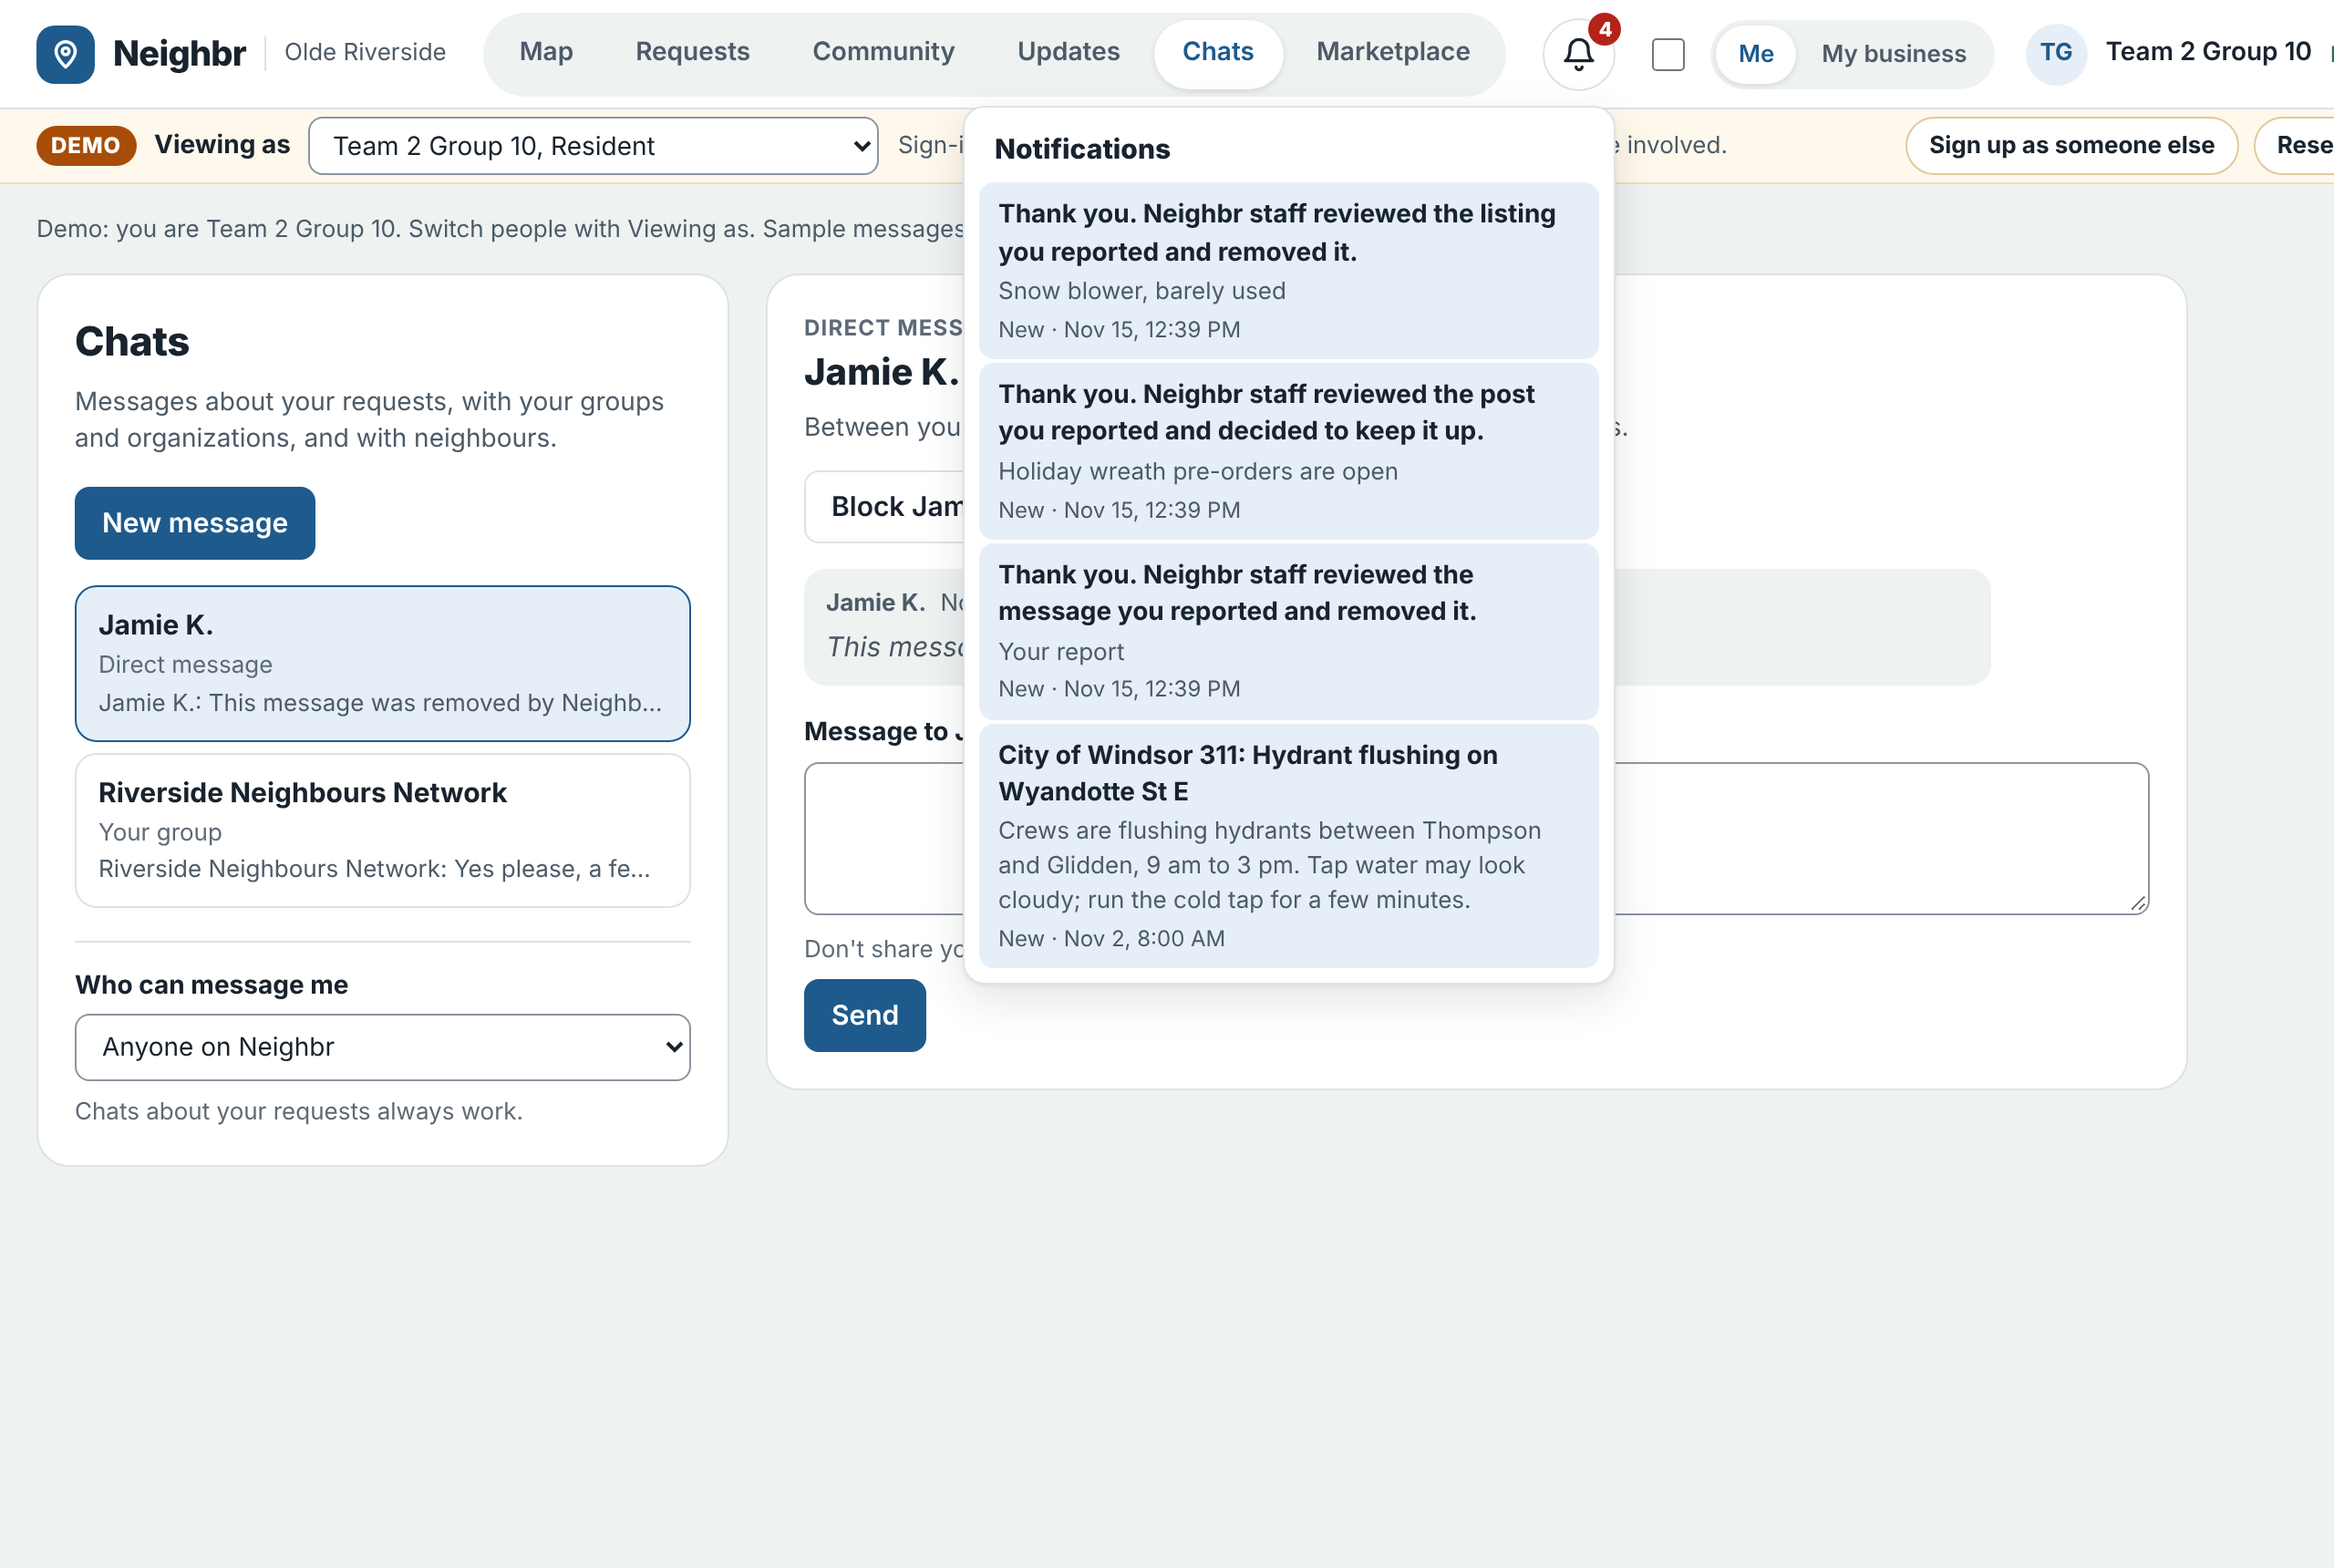 Neighbr
Olde Riverside
Map
Requests
Community
Updates
Chats
Marketplace
4
Me
My business
TG
Team 2 Group 10
DEMO
Viewing as
Team 2 Group 10, Resident
Sign-i
involved.
Sign up as someone else
Rese
Demo: you are Team 2 Group 10. Switch people with Viewing as. Sample messages
Chats
Messages about your requests, with your groups
and organizations, and with neighbours.
New message
Jamie K.
Direct message
Jamie K.: This message was removed by Neighb...
Riverside Neighbours Network
Your group
Riverside Neighbours Network: Yes please, a fe...
Who can message me
Anyone on Neighbr
Chats about your requests always work.
DIRECT MESS
Jamie K.
Between you
s.
Block Jam
Jamie K. No
This messa
Message to J
Don't share yo
Send
Notifications
Thank you. Neighbr staff reviewed the listing
you reported and removed it.
Snow blower, barely used
New · Nov 15, 12:39 PM
Thank you. Neighbr staff reviewed the post
you reported and decided to keep it up.
Holiday wreath pre-orders are open
New · Nov 15, 12:39 PM
Thank you. Neighbr staff reviewed the
message you reported and removed it.
Your report
New · Nov 15, 12:39 PM
City of Windsor 311: Hydrant flushing on
Wyandotte St E
Crews are flushing hydrants between Thompson
and Glidden, 9 am to 3 pm. Tap water may look
cloudy; run the cold tap for a few minutes.
New · Nov 2, 8:00 AM